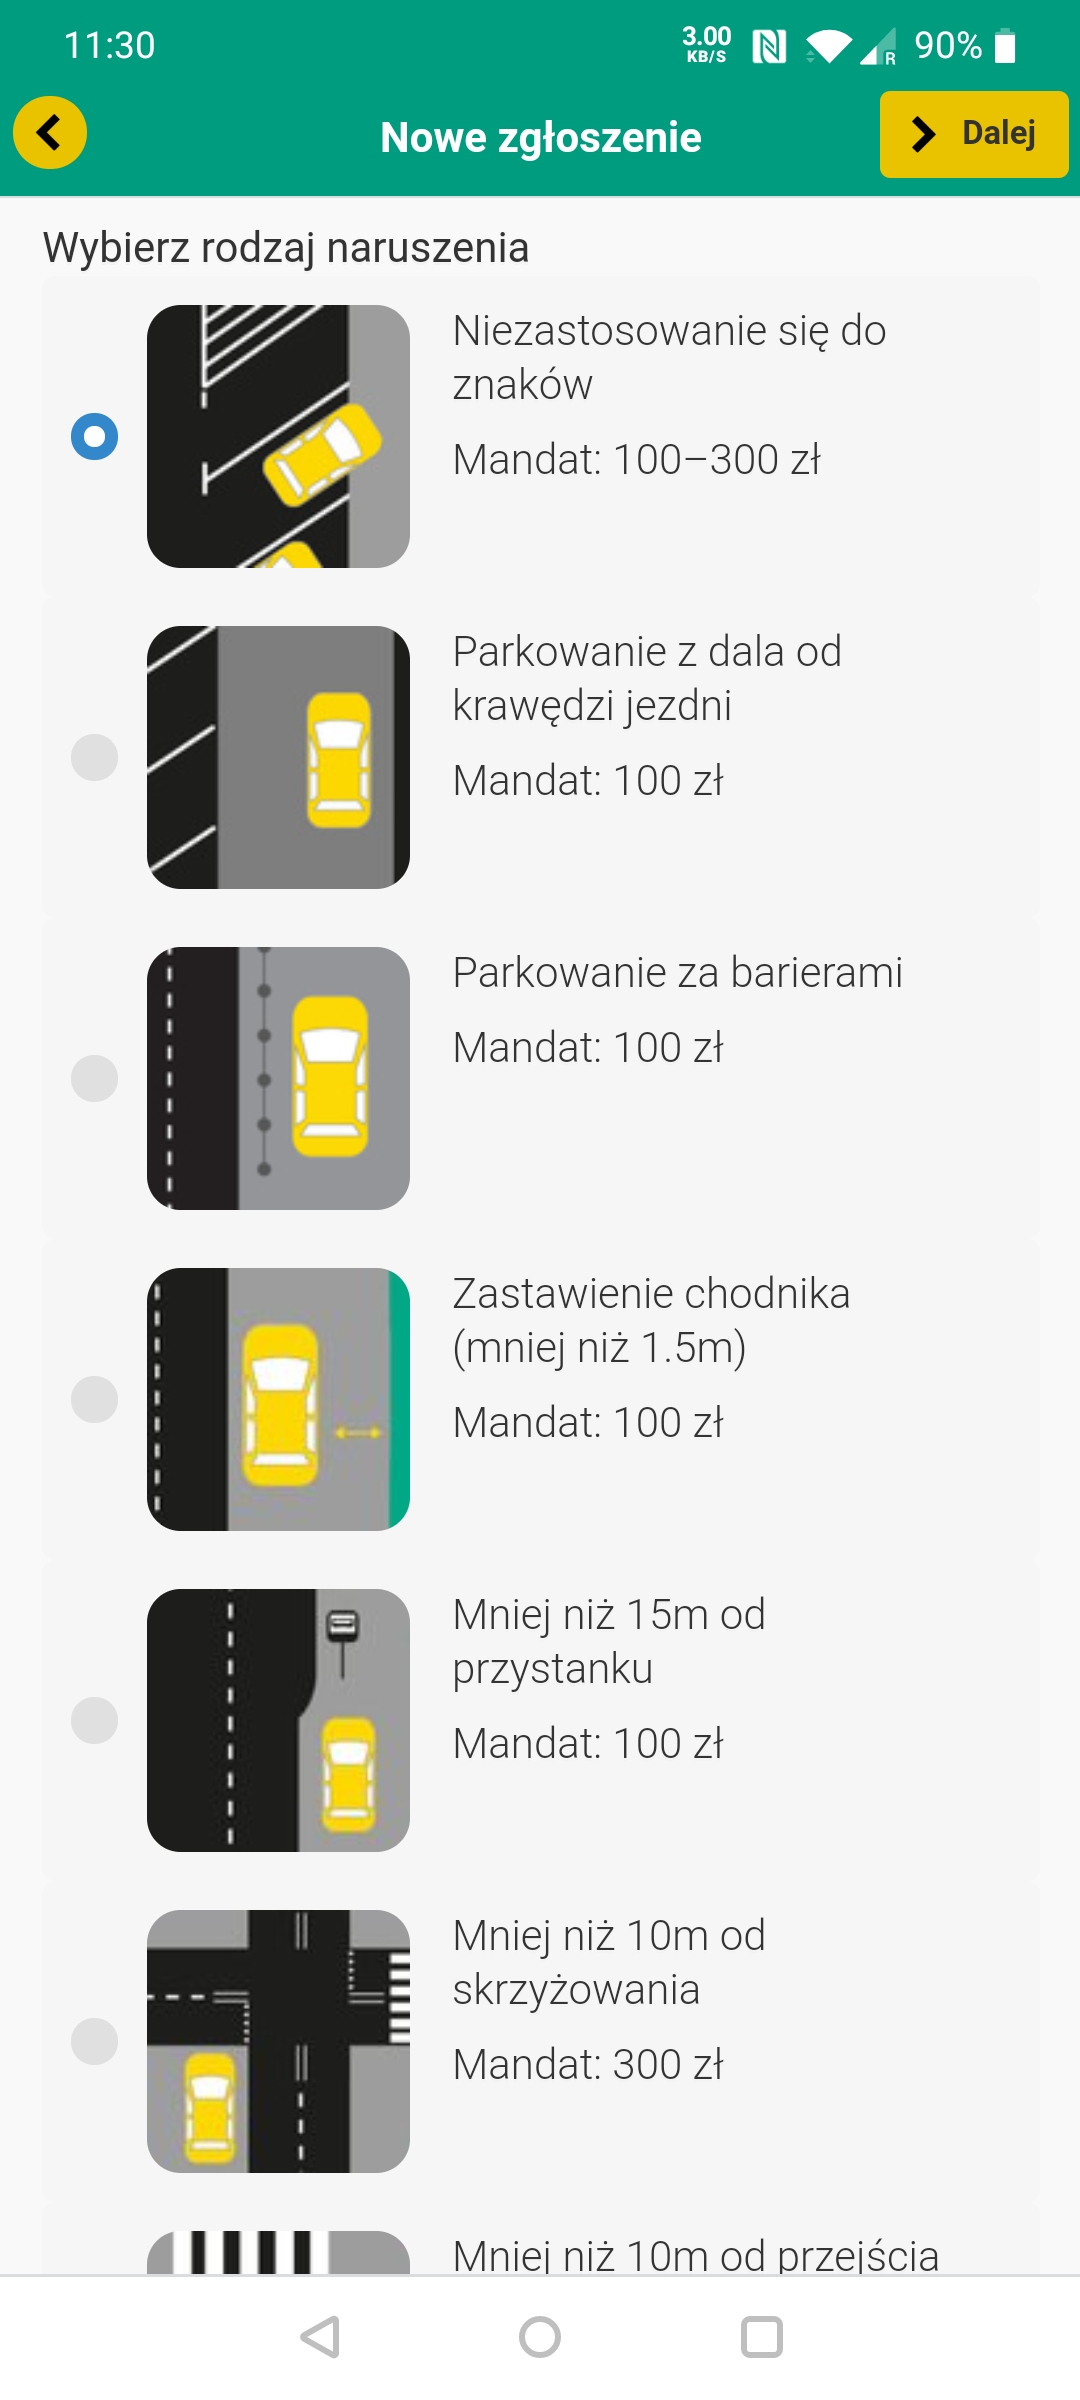 11:30
3.00
KB/S
R
90%
Nowe zgłoszenie
Dalej
Wybierz rodzaj naruszenia
Niezastosowanie się do
znaków
Mandat: 100–300 zł
Parkowanie z dala od
krawędzi jezdni
Mandat: 100 zł
Parkowanie za barierami
Mandat: 100 zł
Zastawienie chodnika
(mniej niż 1.5m)
Mandat: 100 zł
Mniej niż 15m od
przystanku
Mandat: 100 zł
Mniej niż 10m od
skrzyżowania
Mandat: 300 zł
Mniej niż 10m od przejścia